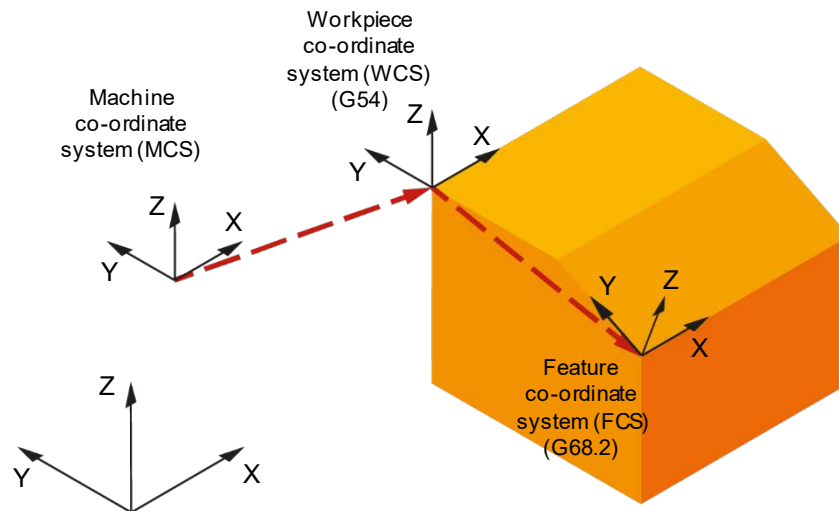 Workpiece
co-ordinate
system (WCS)
(G54)
Machine
co-ordinate
system (MCS)
Z
X
Y
Z
X
Y
Y
Z
X
Feature
co-ordinate
system (FCS)
(G68.2)
Z
Y
X